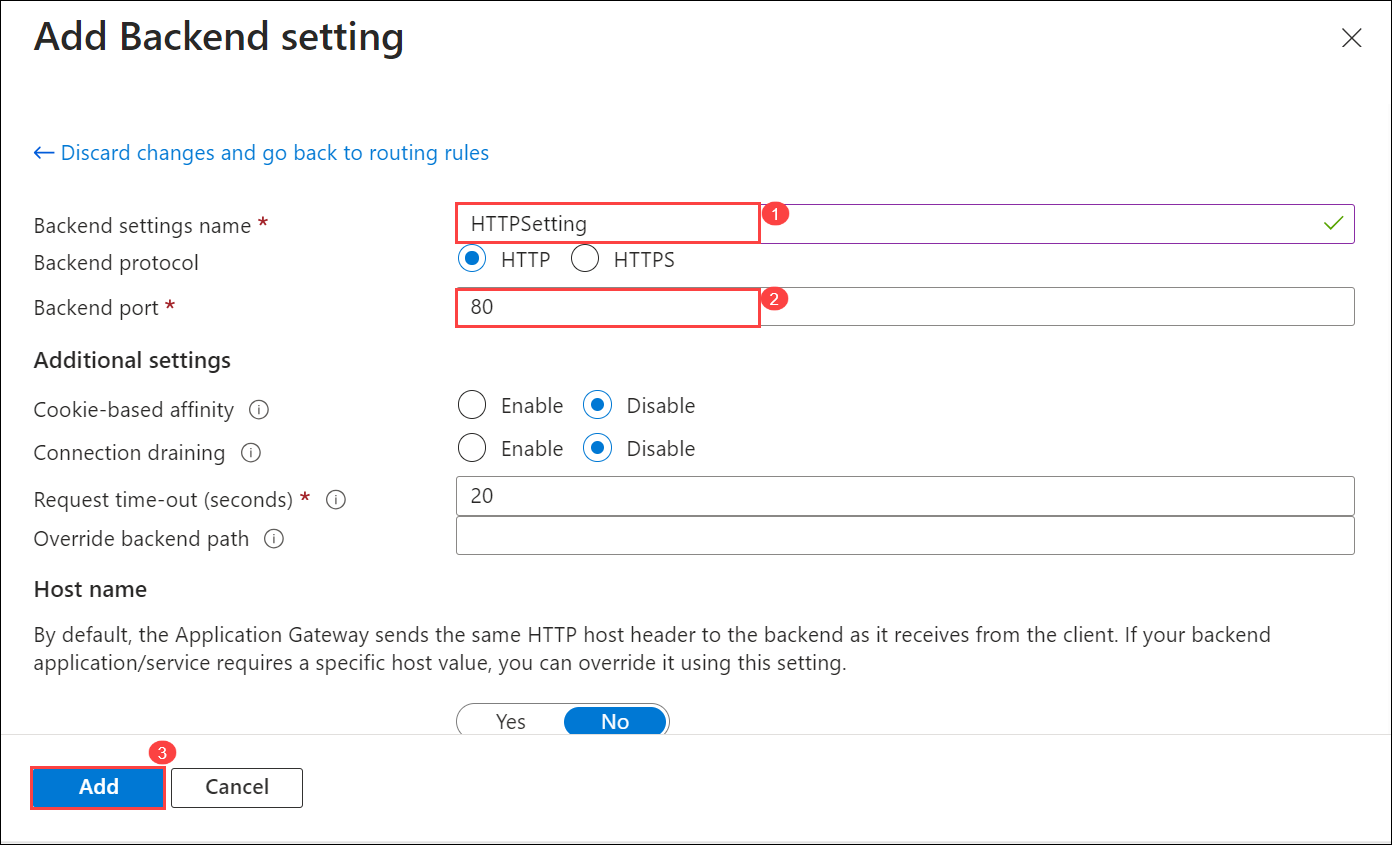 Add Backend setting
← Discard changes and go back to routing rules
Backend settings name * HTTPSetting 1
Backend protocol HTTP HTTPS
Backend port * 80 2
Additional settings
Cookie-based affinity Enable Disable
Connection draining Enable Disable
Request time-out (seconds) * 20
Override backend path
Host name
By default, the Application Gateway sends the same HTTP host header to the backend as it receives from the client. If your backend
application/service requires a specific host value, you can override it using this setting.
Yes No
3
Add Cancel